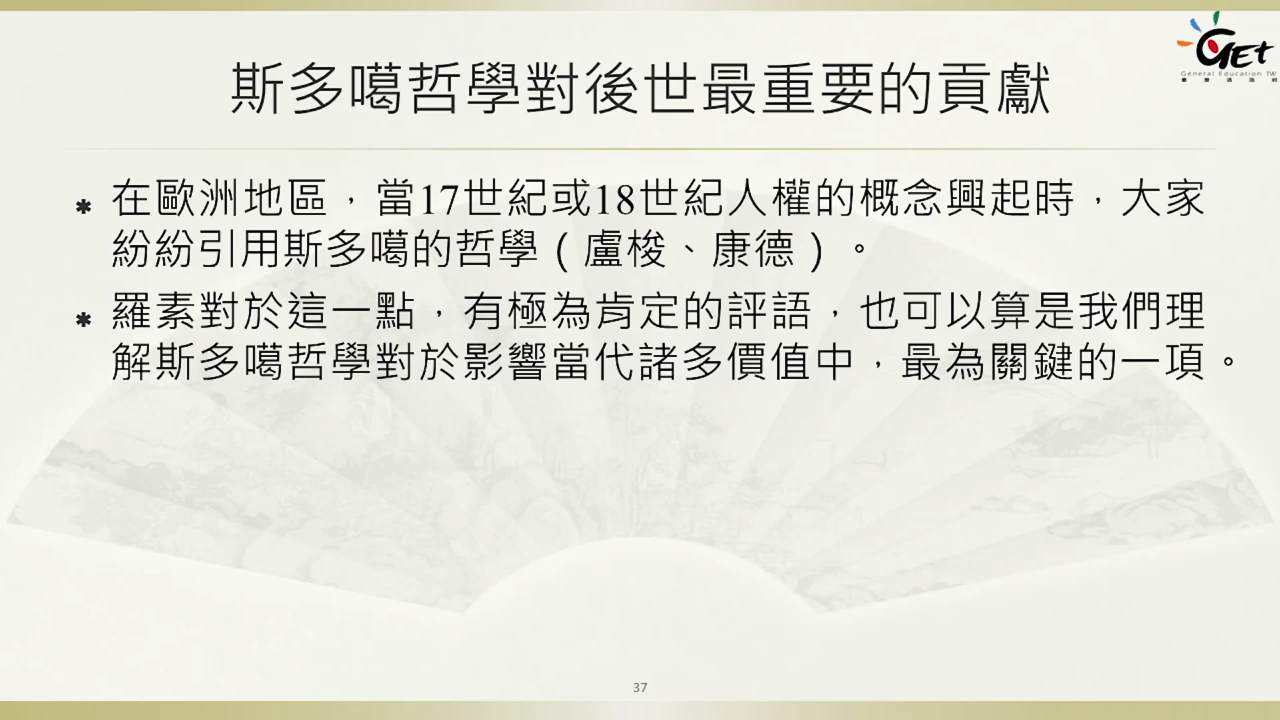 GET
General Education TW
斯多噶哲學對後世最重要的貢獻
* 在歐洲地區，當17世紀或18世紀人權的概念興起時，大家
紛紛引用斯多噶的哲學（盧梭、康德）。
* 羅素對於這一點，有極為肯定的評語，也可以算是我們理
解斯多噶哲學對於影響當代諸多價值中，最為關鍵的一項。
37